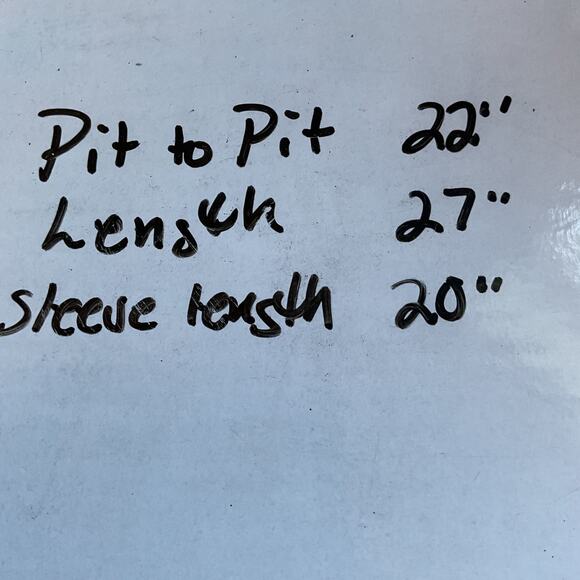 Pit to Pit 22"
Length 27"
Sleeve length 20"